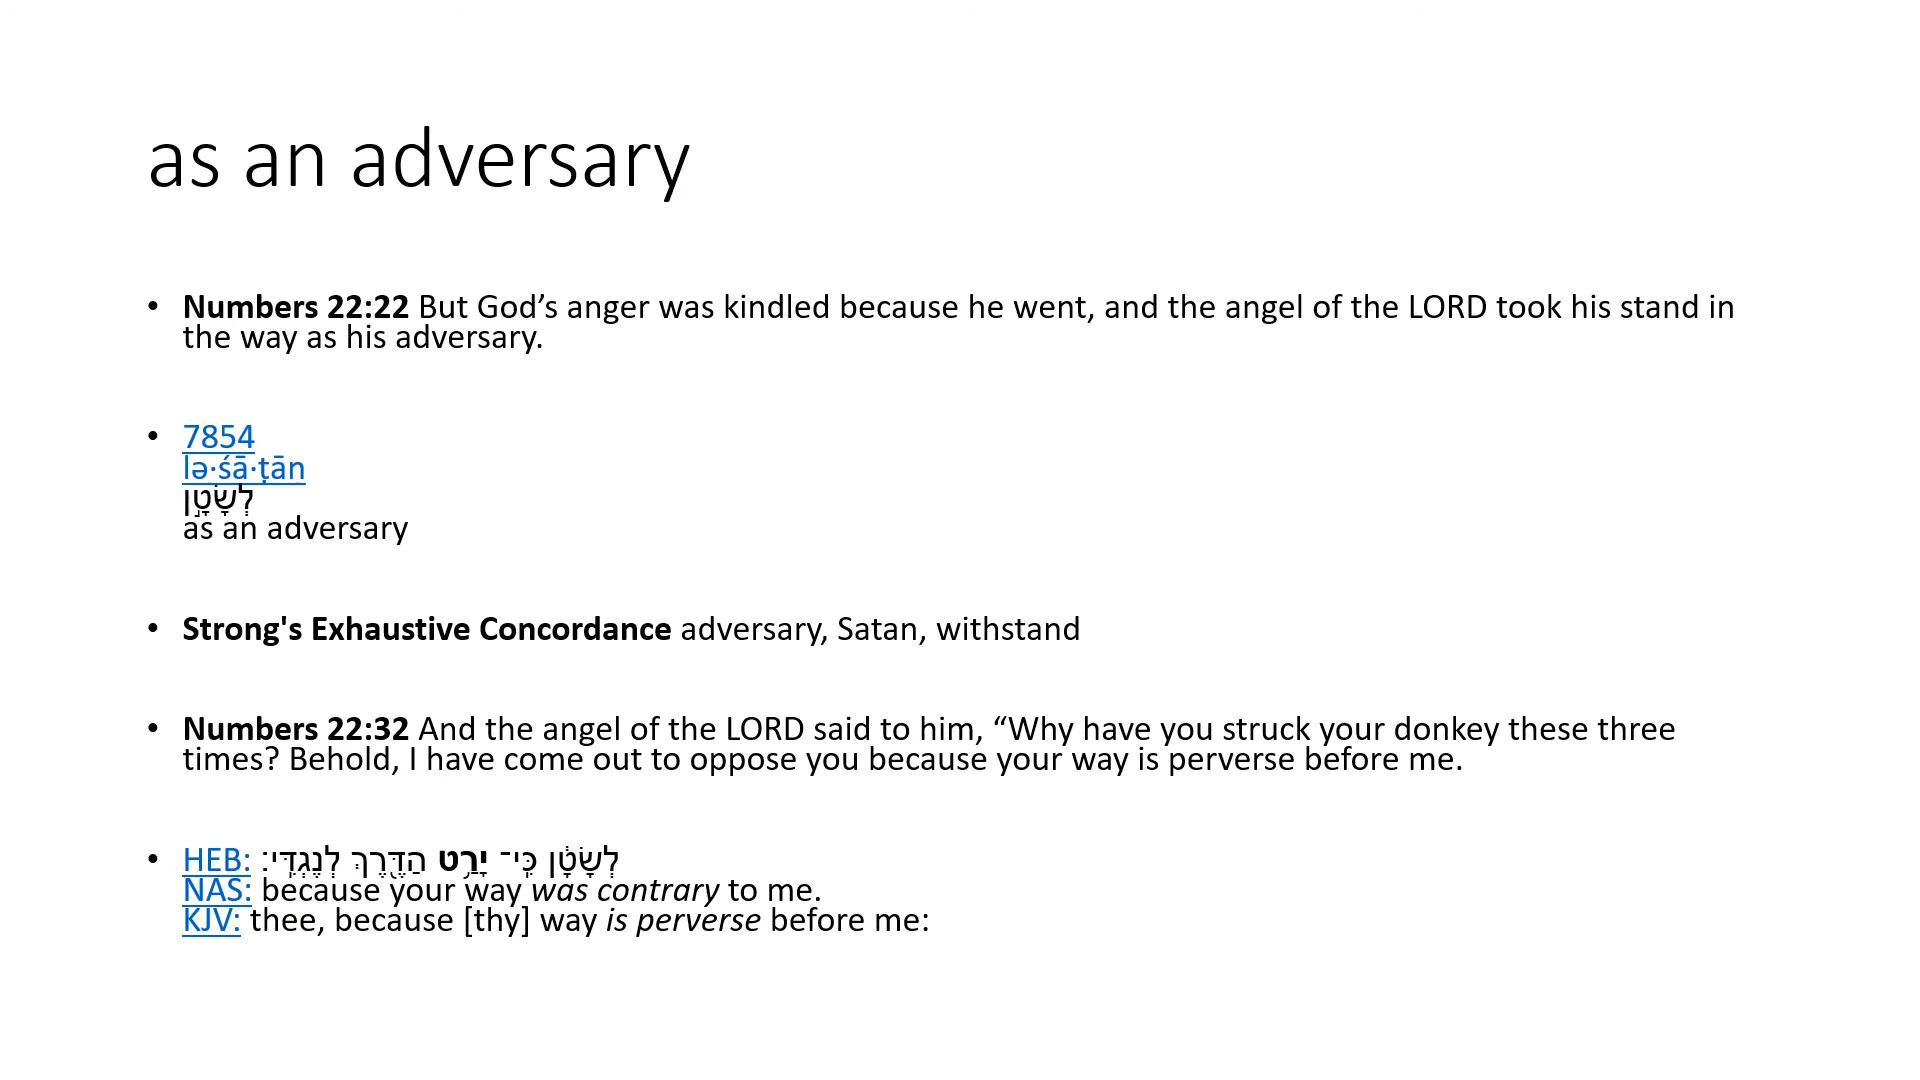 as an adversary
• Numbers 22:22 But God’s anger was kindled because he went, and the angel of the LORD took his stand in
the way as his adversary.
• 7854
lə·śā·ṭān
לְשָׂטָ֣ן
as an adversary
• Strong's Exhaustive Concordance adversary, Satan, withstand
• Numbers 22:32 And the angel of the LORD said to him, “Why have you struck your donkey these three
times? Behold, I have come out to oppose you because your way is perverse before me.
• HEB: לְשָׂטָ֔ן כִּֽי־ יָרַ֥ט הַדֶּ֖רֶךְ לְנֶגְדִּֽי׃
NAS: because your way was contrary to me.
KJV: thee, because [thy] way is perverse before me: